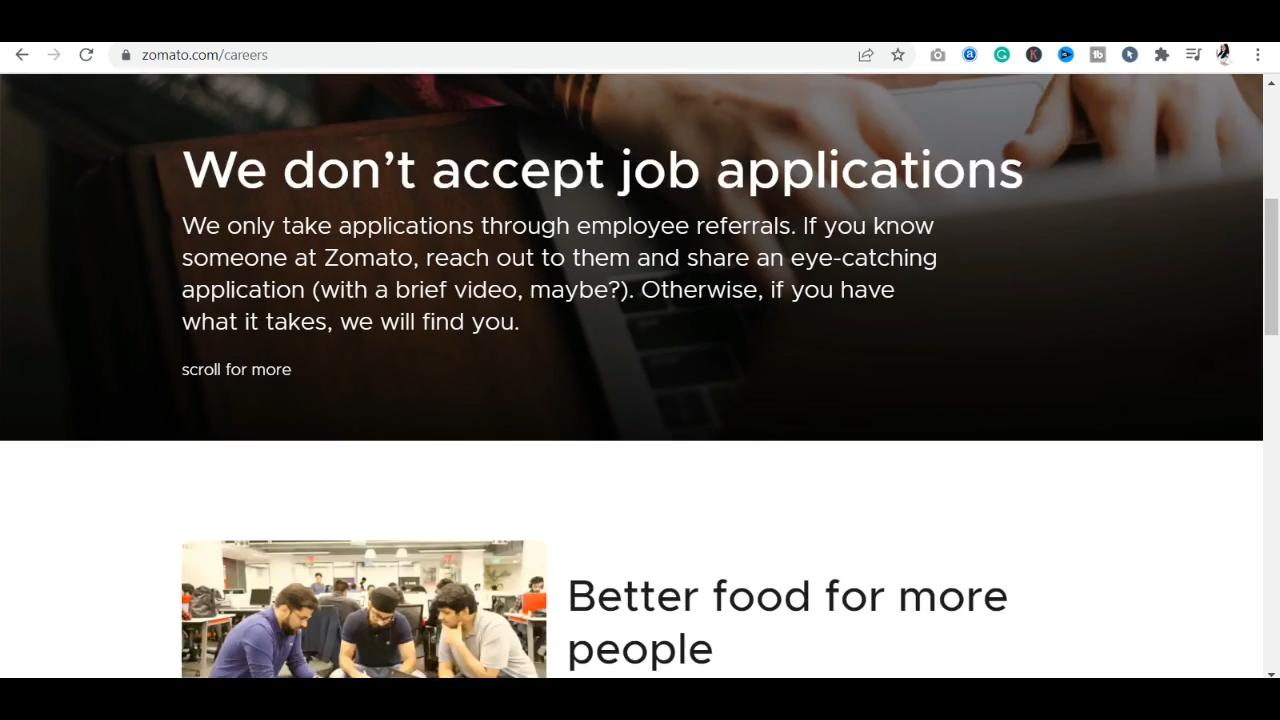 zomato.com/careers
We don’t accept job applications
We only take applications through employee referrals. If you know
someone at Zomato, reach out to them and share an eye-catching
application (with a brief video, maybe?). Otherwise, if you have
what it takes, we will find you.
scroll for more
Better food for more
people